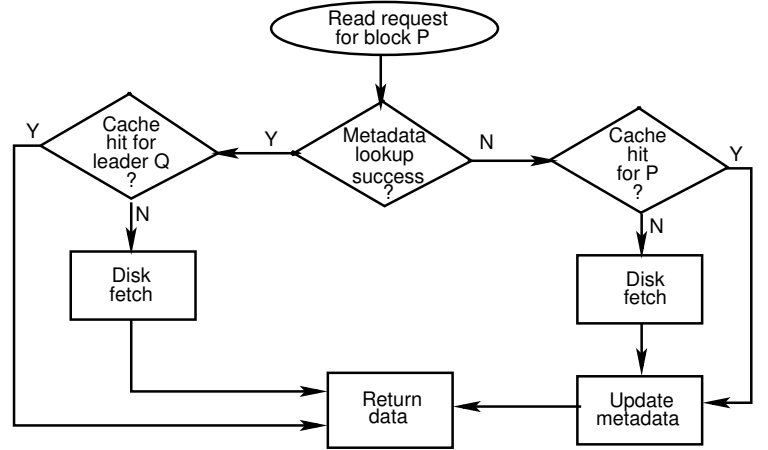 Read request
for block P
Cache
hit for
leader Q
?
Y
Y
Metadata
lookup
success
?
N
Cache
hit
for P
?
Y
N
N
Disk
fetch
Disk
fetch
Return
data
Update
metadata